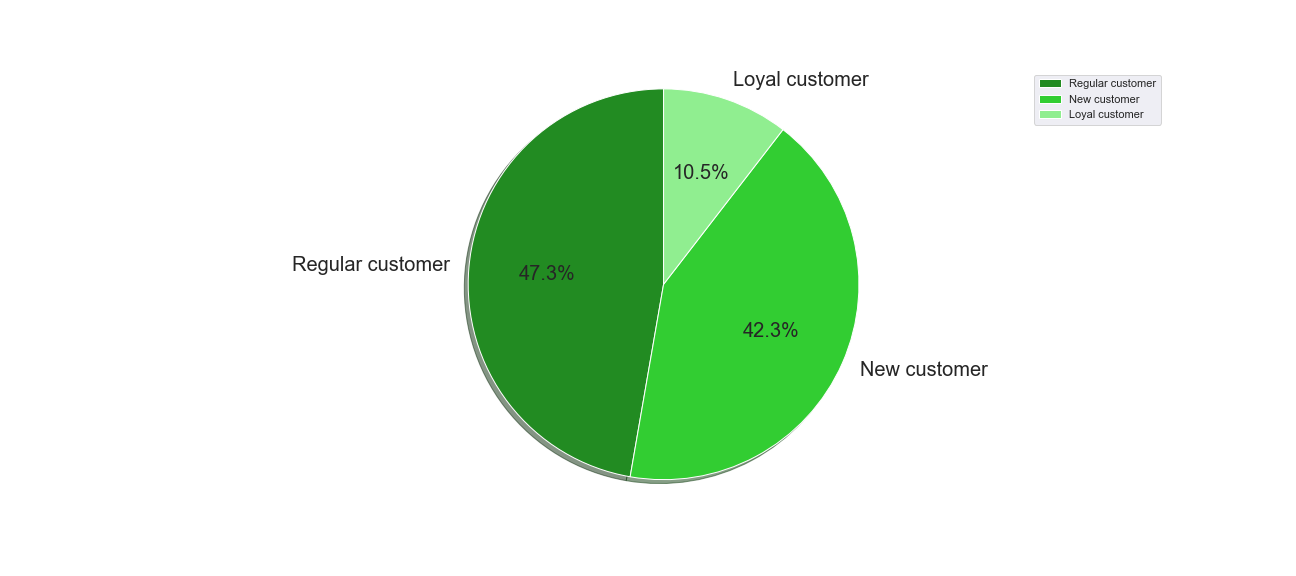 Loyal customer
10.5%
Regular customer
47.3%
42.3%
New customer
Regular customer
New customer
Loyal customer